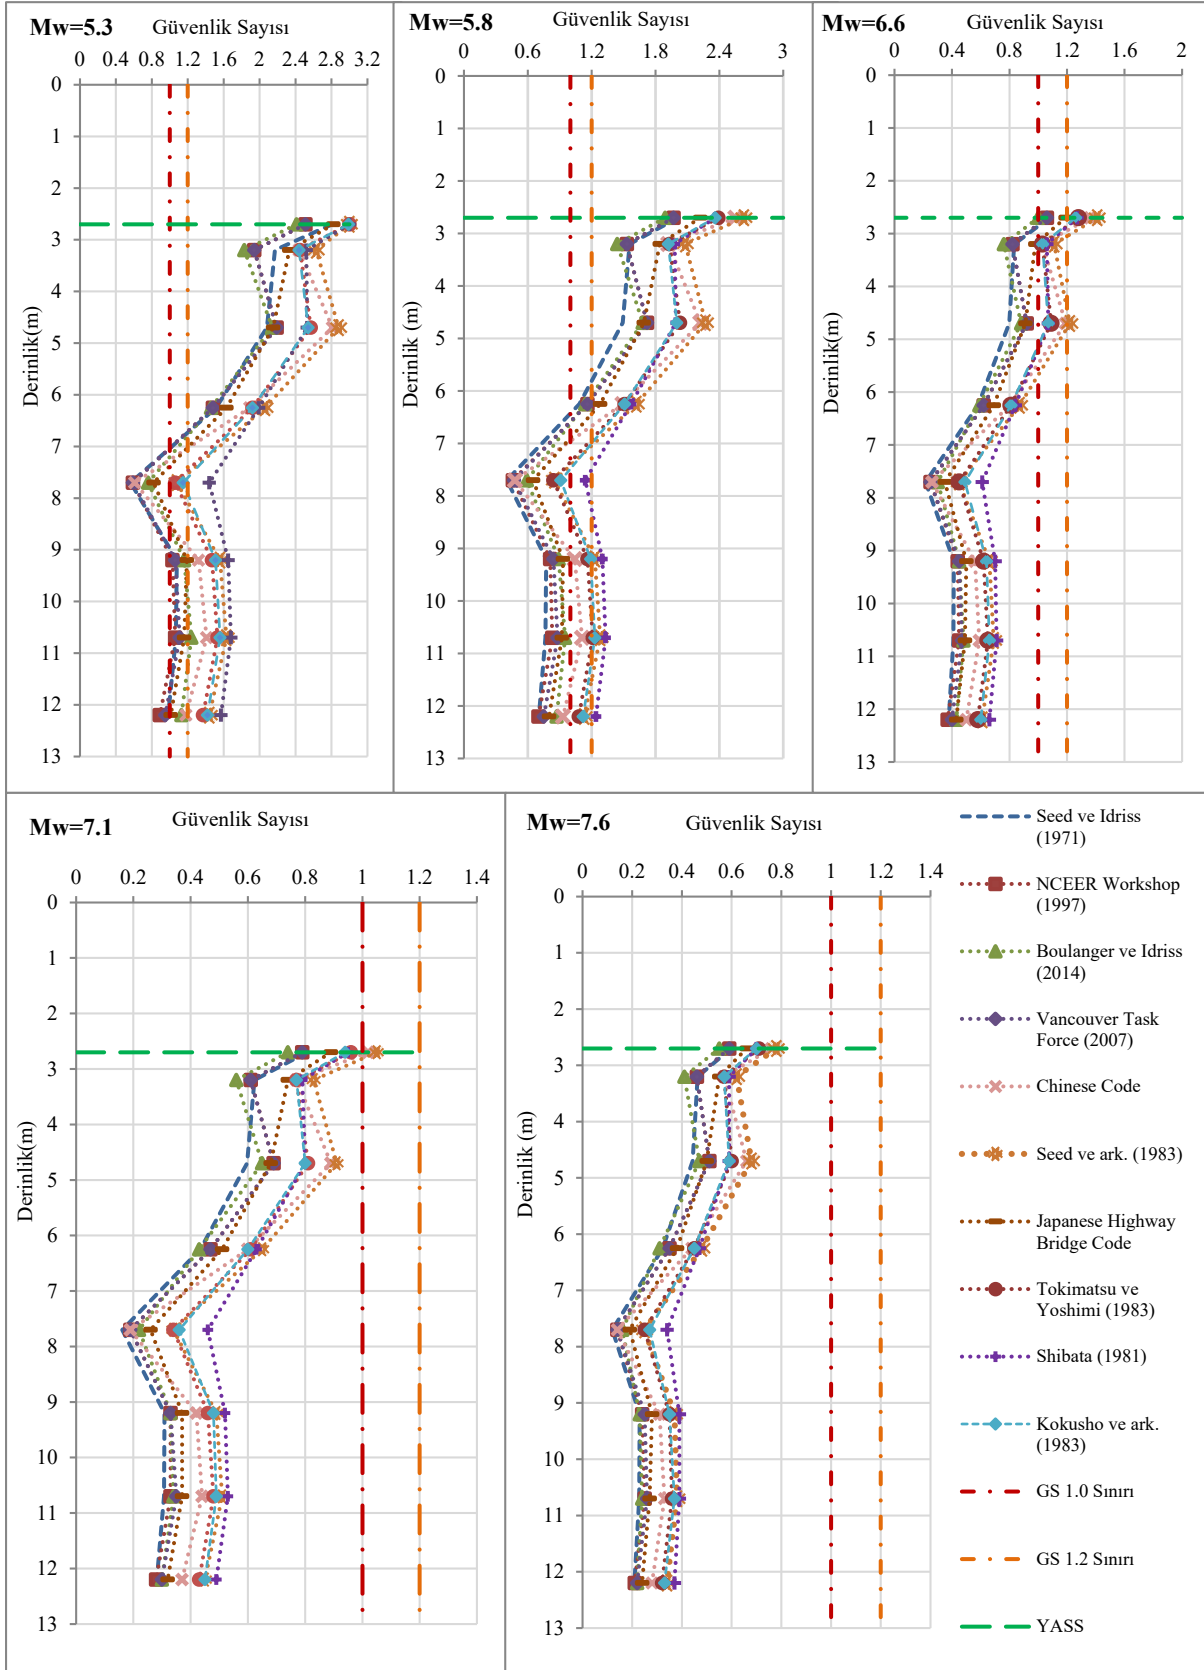 Mw=5.3
Güvenlik Sayısı
0 0.4 0.8 1.2 1.6 2 2.4 2.8 3.2
0
1
2
3
4
5
6
7
8
9
10
11
12
13
Derinlik(m)
Mw=5.8
Güvenlik Sayısı
0 0.6 1.2 1.8 2.4 3
0
1
2
3
4
5
6
7
8
9
10
11
12
13
Derinlik (m)
Mw=6.6
Güvenlik Sayısı
0 0.4 0.8 1.2 1.6 2
0
1
2
3
4
5
6
7
8
9
10
11
12
13
Derinlik(m)
Mw=7.1
Güvenlik Sayısı
0 0.2 0.4 0.6 0.8 1 1.2 1.4
0
1
2
3
4
5
6
7
8
9
10
11
12
13
Derinlik(m)
Mw=7.6
Güvenlik Sayısı
0 0.2 0.4 0.6 0.8 1 1.2 1.4
0
1
2
3
4
5
6
7
8
9
10
11
12
13
Derinlik (m)
Seed ve Idriss
(1971)
NCEER Workshop
(1997)
Boulanger ve Idriss
(2014)
Vancouver Task
Force (2007)
Chinese Code
Seed ve ark. (1983)
Japanese Highway
Bridge Code
Tokimatsu ve
Yoshimi (1983)
Shibata (1981)
Kokusho ve ark.
(1983)
GS 1.0 Sınırı
GS 1.2 Sınırı
YASS